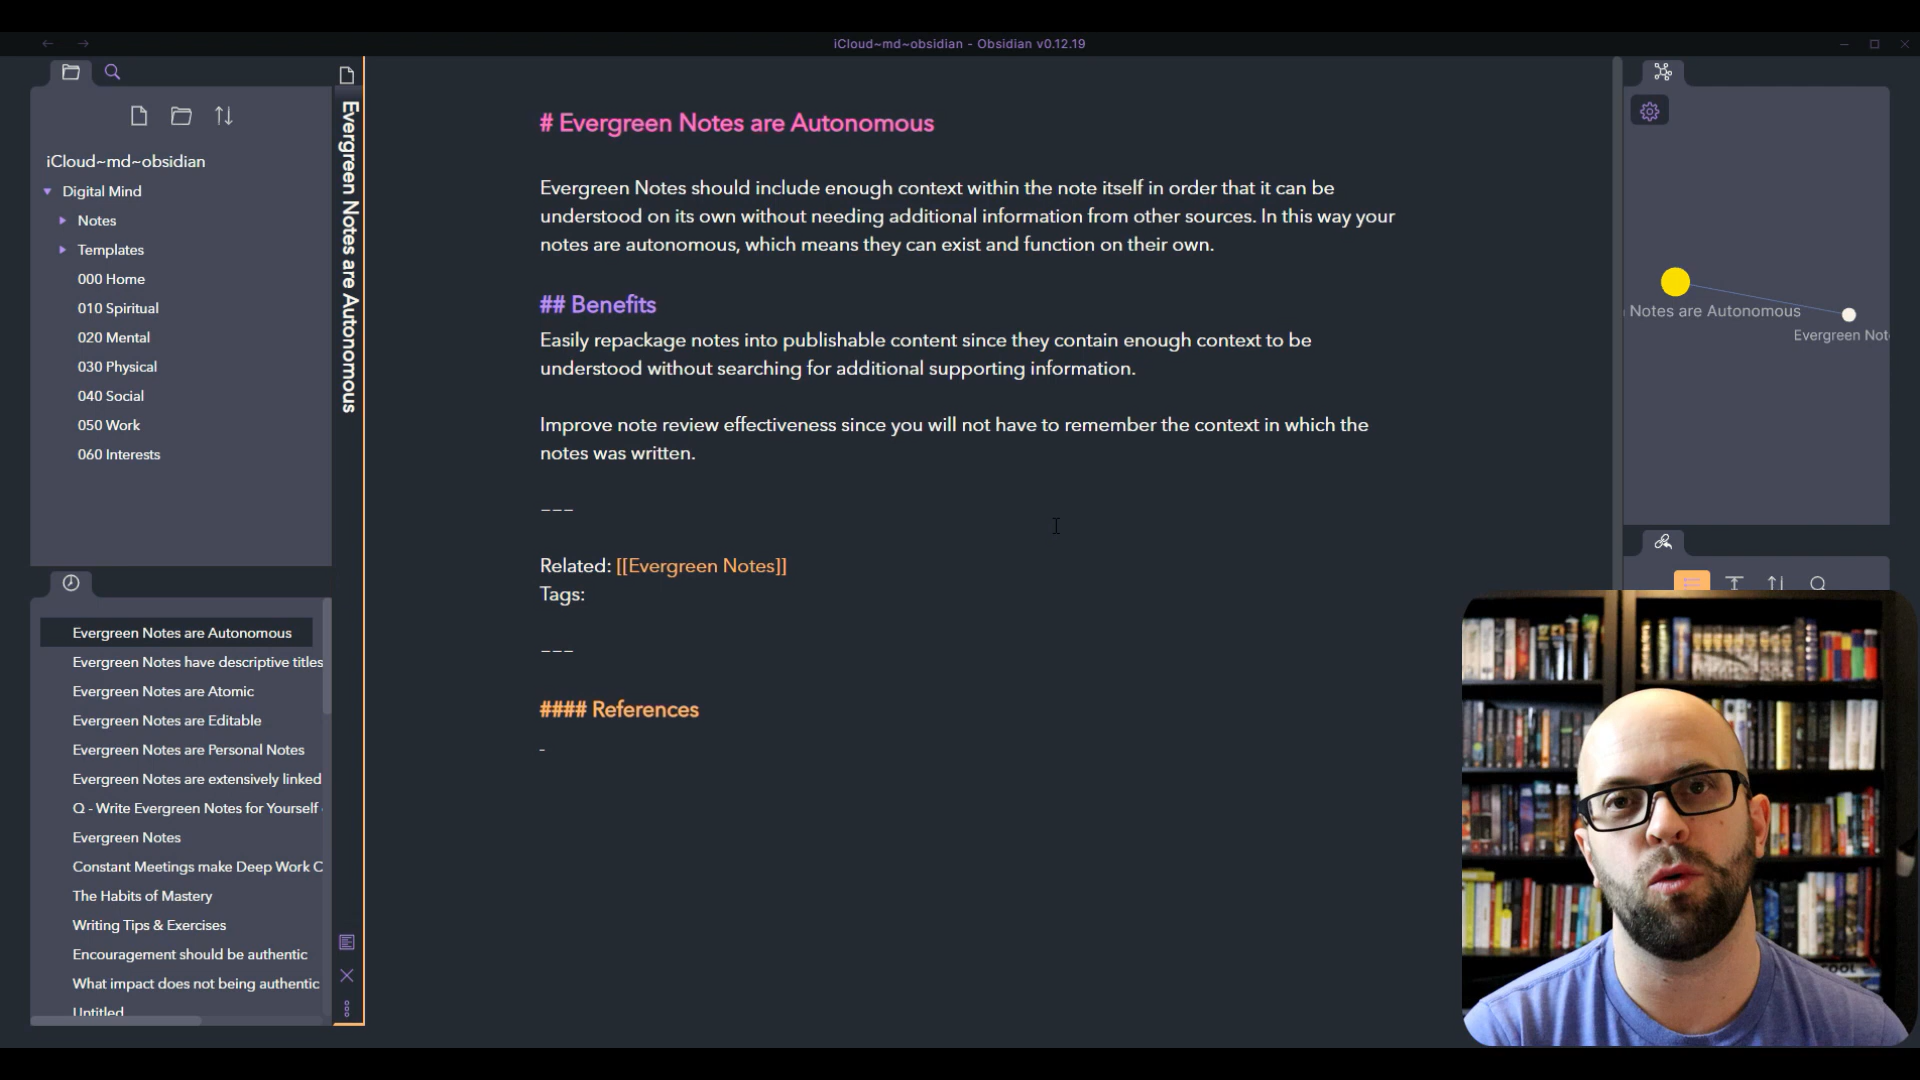 iCloud~md~obsidian - Obsidian v0.12.19
iCloud~md~obsidian
Digital Mind
Notes
Templates
000 Home
010 Spiritual
020 Mental
030 Physical
040 Social
050 Work
060 Interests
Evergreen Notes are Autonomous
Evergreen Notes have descriptive titles
Evergreen Notes are Atomic
Evergreen Notes are Editable
Evergreen Notes are Personal Notes
Evergreen Notes are extensively linked
Q - Write Evergreen Notes for Yourself
Evergreen Notes
Constant Meetings make Deep Work C
The Habits of Mastery
Writing Tips & Exercises
Encouragement should be authentic
What impact does not being authentic
Untitled
Evergreen Notes are Autonomous
# Evergreen Notes are Autonomous
Evergreen Notes should include enough context within the note itself in order that it can be
understood on its own without needing additional information from other sources. In this way your
notes are autonomous, which means they can exist and function on their own.
## Benefits
Easily repackage notes into publishable content since they contain enough context to be
understood without searching for additional supporting information.
Improve note review effectiveness since you will not have to remember the context in which the
notes was written.
---
Related: [[Evergreen Notes]]
Tags:
---
#### References
-
Notes are Autonomous
Evergreen Not